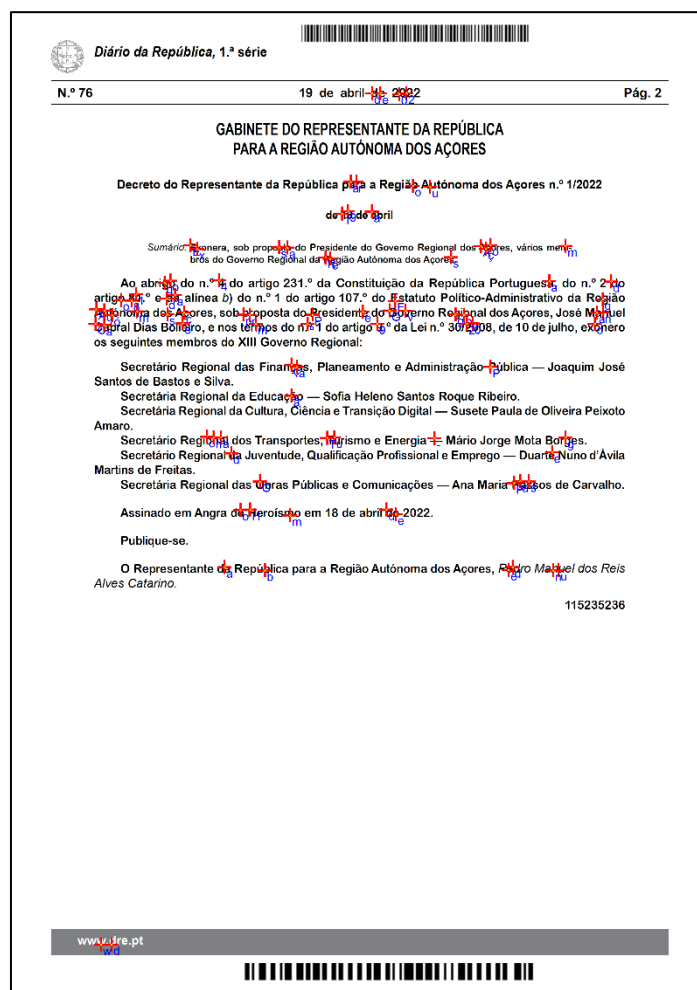 Diário da República, 1.ª série
N.º 76 19 de abril de 2022 Pág. 2
GABINETE DO REPRESENTANTE DA REPÚBLICA
PARA A REGIÃO AUTÓNOMA DOS AÇORES
Decreto do Representante da República para a Região Autónoma dos Açores n.º 1/2022
de abril
Sumário: Exonera, sob proposta do Presidente do Governo Regional dos Açores, vários mem-
bros do Governo Regional da Região Autónoma dos Açores.
Ao abrigo do n.º 4 do artigo 231.º da Constituição da República Portuguesa, do n.º 2 do
artigo e da alínea b) do n.º 1 do artigo 107.º do Estatuto Político-Administrativo da Região
Autónoma dos Açores, sob proposta do Presidente do Governo Regional dos Açores, José Manuel
Cabral Dias Bolieiro, e nos termos do n.º 1 do artigo da Lei n.º 30/2008, de 10 de julho, exonero
os seguintes membros do XIII Governo Regional:
Secretário Regional das Finanças, Planeamento e Administração Pública — Joaquim José
Santos de Bastos e Silva.
Secretária Regional da Educação — Sofia Heleno Santos Roque Ribeiro.
Secretária Regional da Cultura, Ciência e Transição Digital — Susete Paula de Oliveira Peixoto
Amaro.
Secretário Regional dos Transportes, Turismo e Energia — Mário Jorge Mota Borges.
Secretário Regional da Juventude, Qualificação Profissional e Emprego — Duarte Nuno d'Ávila
Martins de Freitas.
Secretária Regional das Obras Públicas e Comunicações — Ana Maria Passos de Carvalho.
Assinado em Angra do Heroísmo em 18 de abril de 2022.
Publique-se.
O Representante da República para a Região Autónoma dos Açores, Pedro Manuel dos Reis
Alves Catarino.
115235236
www.dre.pt